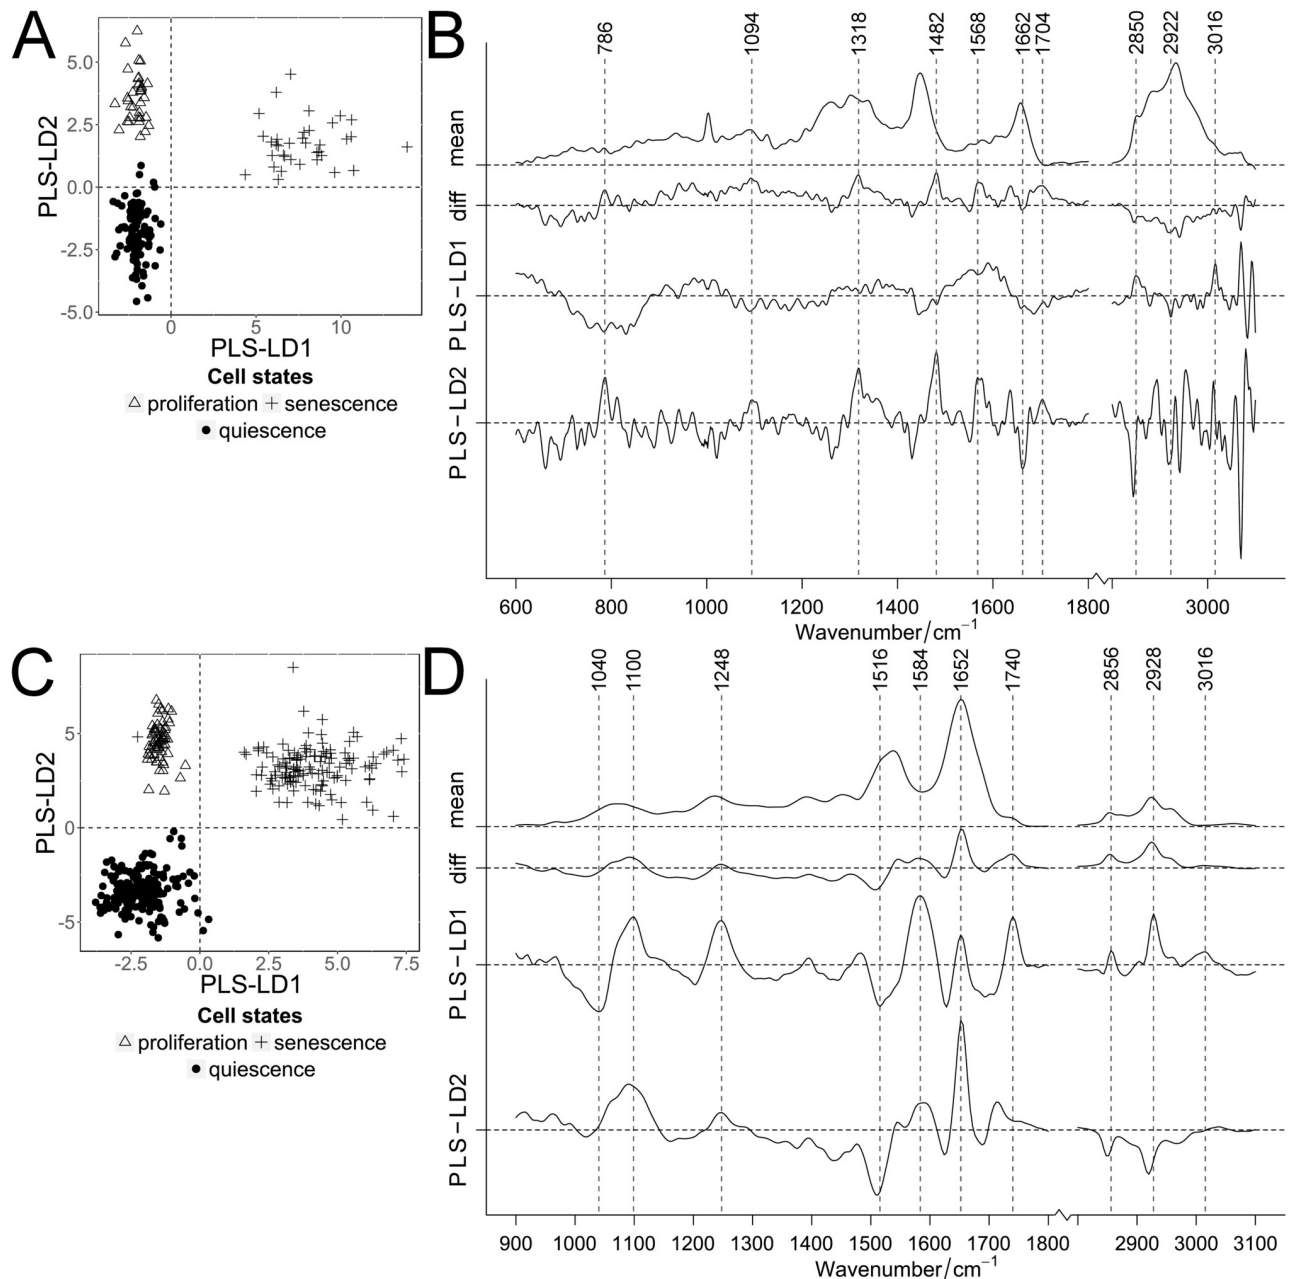 A
PLS-LD2
5.0
2.5
0.0
-2.5
-5.0
0
5
10
PLS-LD1
Cell states
proliferation
senescence
quiescence
B
786
1094
1318
1482
1568
1662
1704
2850
2922
3016
mean
diff
PLS-LD1
PLS-LD2
600
800
1000
1200
1400
1600
1800
3000
Wavenumber/cm⁻¹
C
PLS-LD2
5
0
-5
-2.5
0.0
2.5
5.0
7.5
PLS-LD1
Cell states
proliferation
senescence
quiescence
D
1040
1100
1248
1516
1584
1652
1740
2856
2928
3016
mean
diff
PLS-LD1
PLS-LD2
900
1000
1100
1200
1300
1400
1500
1600
1700
1800
2900
3000
3100
Wavenumber/cm⁻¹